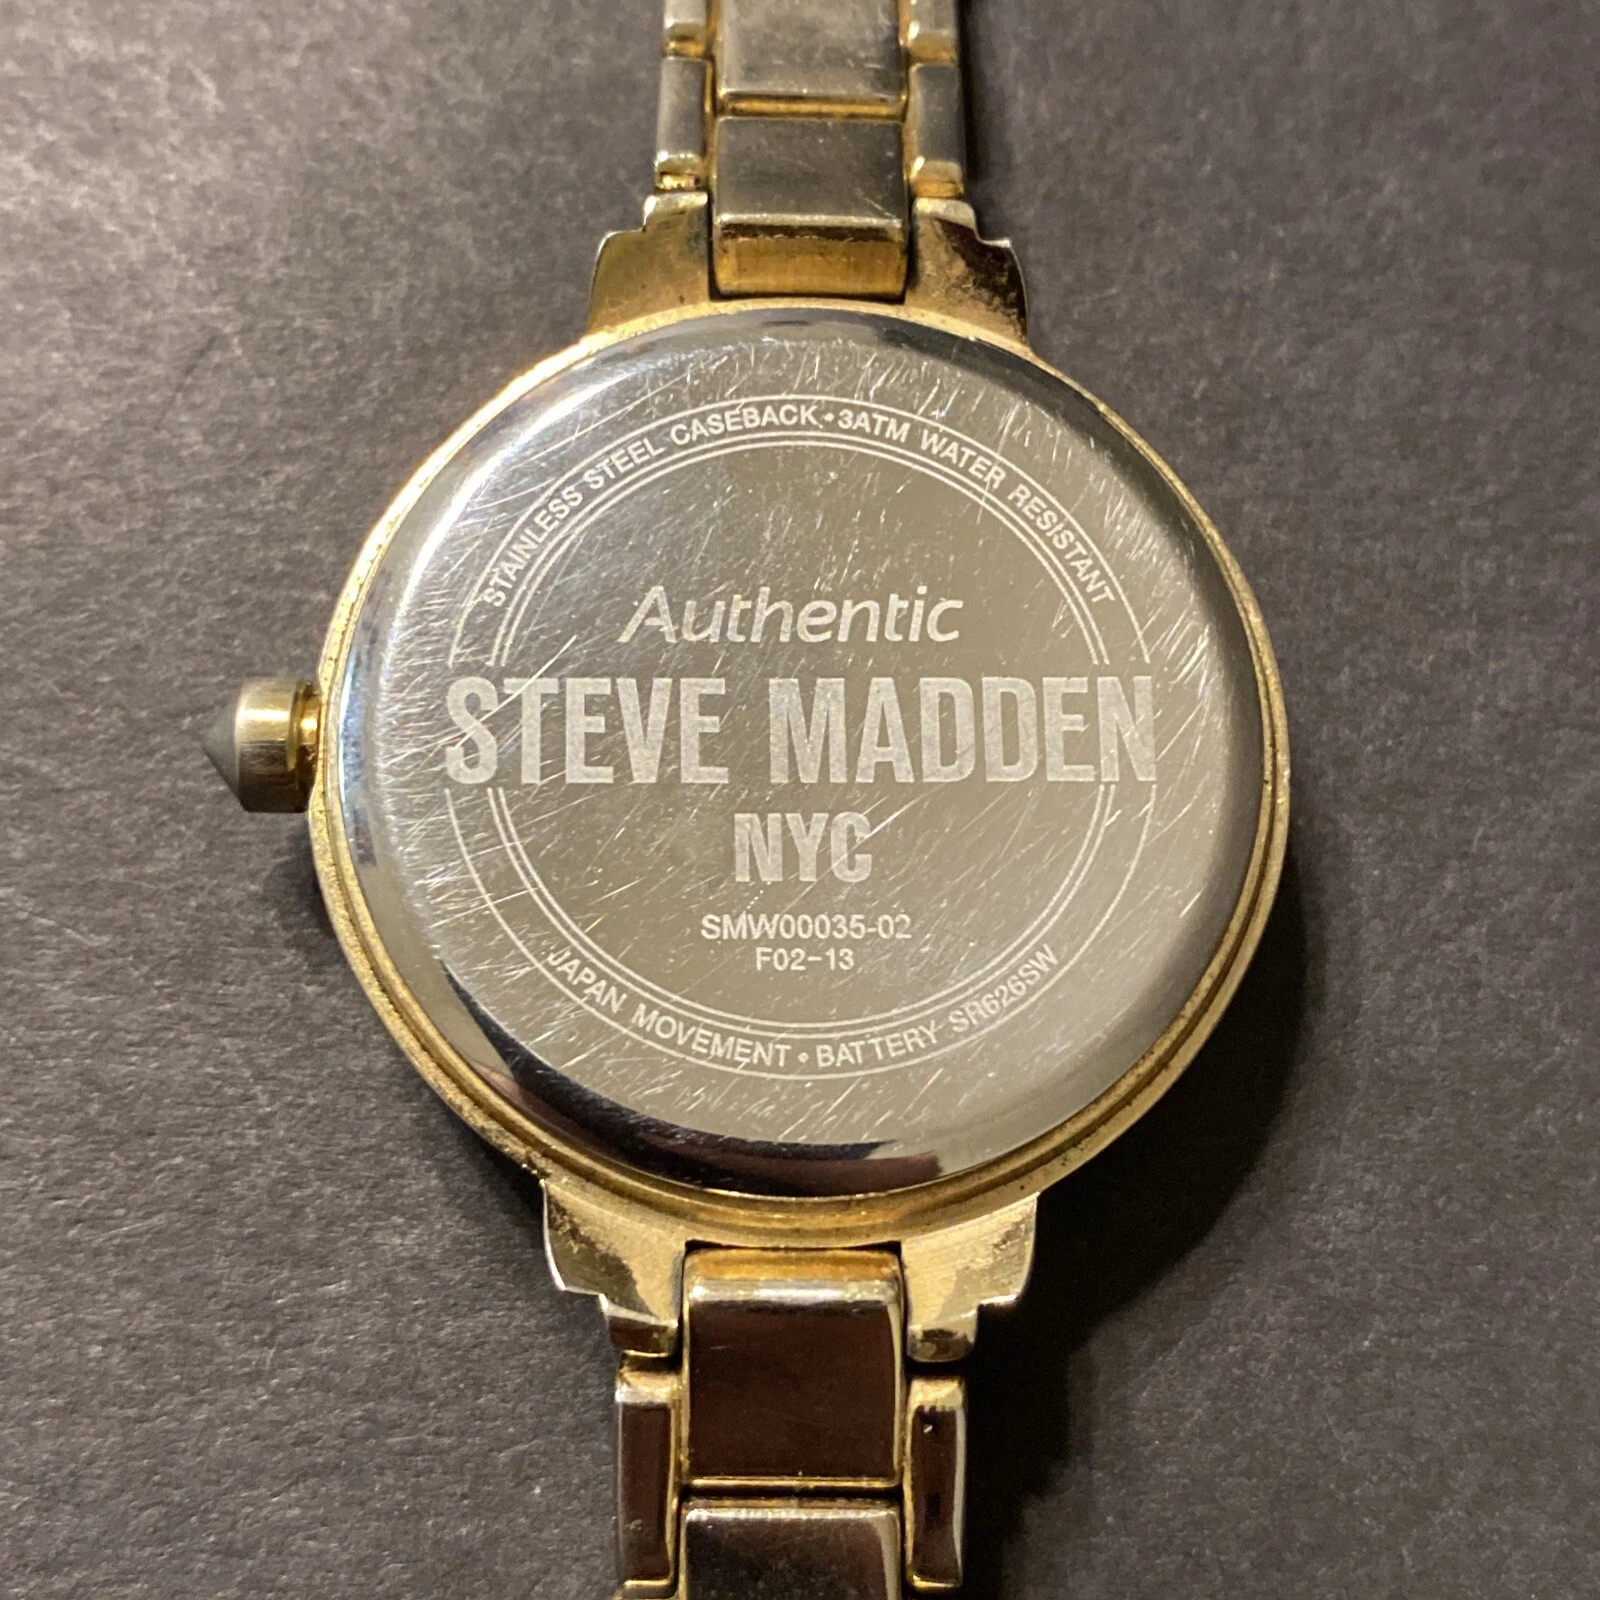 STAINLESS STEEL CASEBACK • 3ATM WATER RESISTANT
Authentic
STEVE MADDEN
NYC
SMW00035-02
F02-13
JAPAN MOVEMENT • BATTERY SR626SW